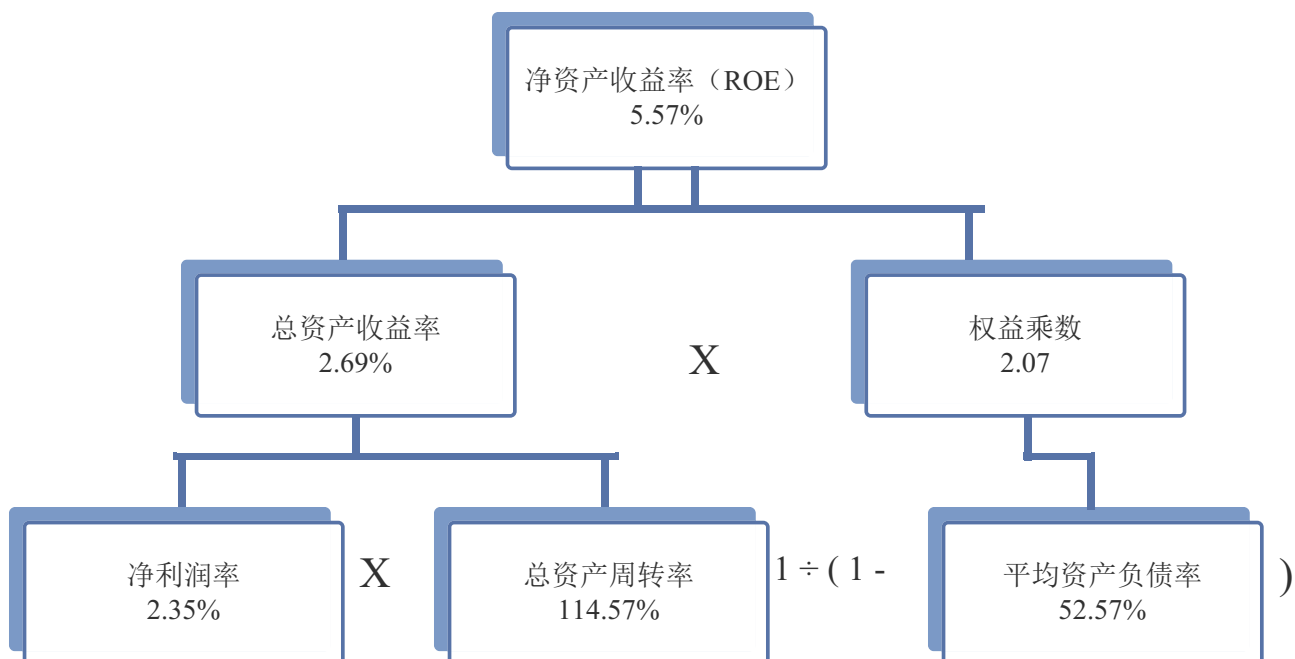 净资产收益率（ROE）
5.57%
总资产收益率
2.69%
X
权益乘数
2.07
净利润率
2.35%
X
总资产周转率
114.57%
1 ÷ ( 1 -
平均资产负债率
52.57%
)